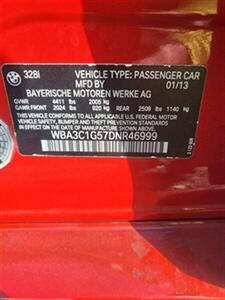 328i VEHICLE TYPE: PASSENGER CAR
MFD BY 01/13
BAYERISCHE MOTOREN WERKE AG
GVWR 4411 lbs 2005 kg
GAWR FRONT 2024 lbs 920 kg REAR 2508 lbs 1140 kg
THIS VEHICLE CONFORMS TO ALL APPLICABLE
U.S. FEDERAL MOTOR VEHICLE SAFETY, BUMPER
AND THEFT PREVENTION STANDARDS IN EFFECT ON
THE DATE OF MANUFACTURE SHOWN ABOVE.
WBA3C1G57DNR46999